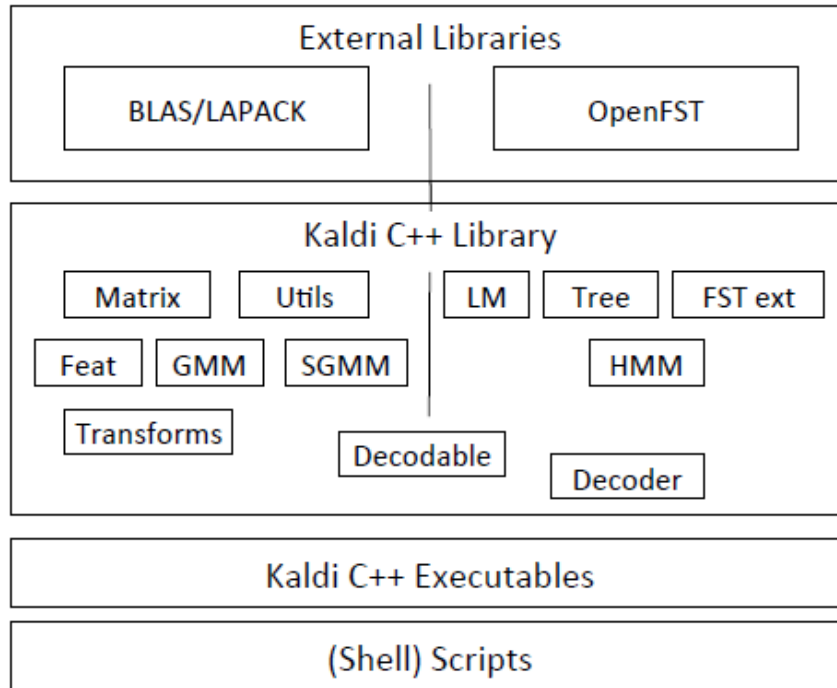 External Libraries
BLAS/LAPACK OpenFST
Kaldi C++ Library
Matrix Utils LM Tree FST ext
Feat GMM SGMM HMM
Transforms
Decodable
Decoder
Kaldi C++ Executables
(Shell) Scripts